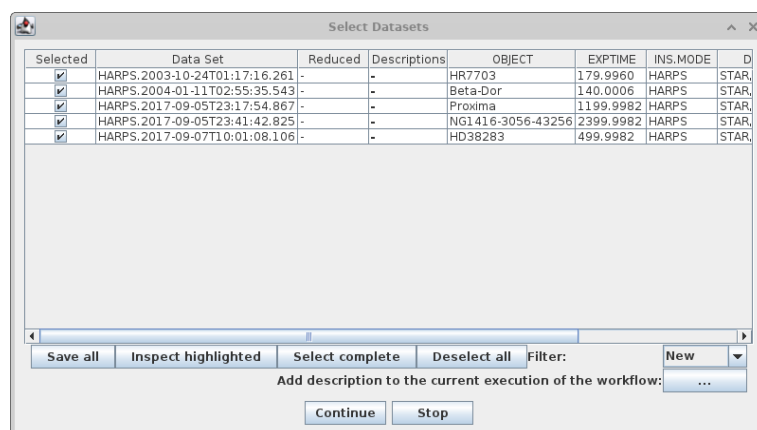 Select Datasets
Selected Data Set Reduced Descriptions OBJECT EXPTIME INS.MODE D
HARPS.2003-10-24T01:17:16.261 - - HR7703 179.9960 HARPS STAR,
HARPS.2004-01-11T02:55:35.543 - - Beta-Dor 140.0006 HARPS STAR,
HARPS.2017-09-05T23:17:54.867 - - Proxima 1199.9982 HARPS STAR,
HARPS.2017-09-05T23:41:42.825 - - NG1416-3056-43256 2399.9982 HARPS STAR,
HARPS.2017-09-07T10:01:08.106 - - HD38283 499.9982 HARPS STAR,
Save all Inspect highlighted Select complete Deselect all Filter: New
Add description to the current execution of the workflow: ...
Continue Stop